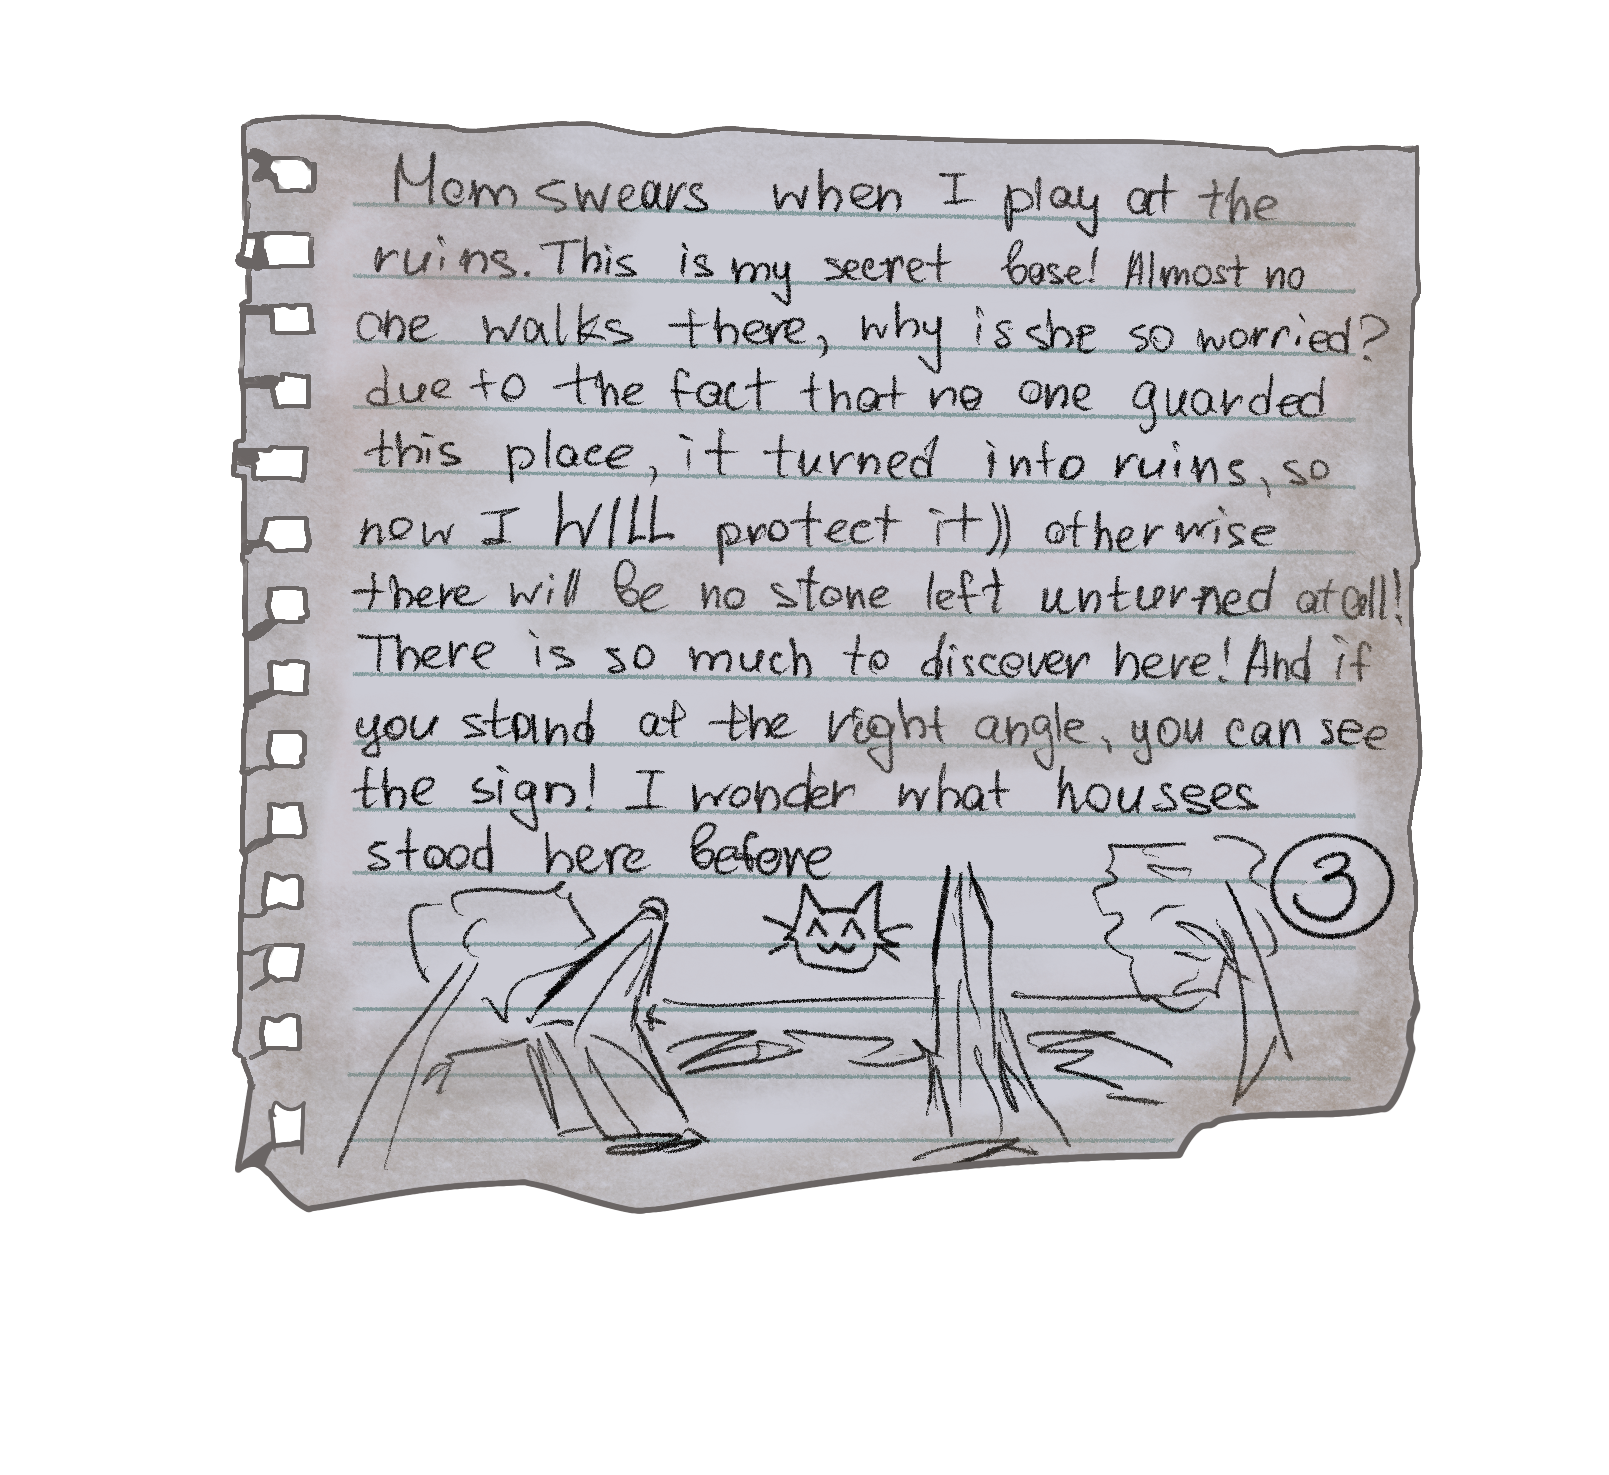 Mom swears when I play at the
ruins. This is my secret base! Almost no
one walks there, why is she so worried?
due to the fact that no one guarded
this place, it turned into ruins, so
now I WILL protect it)) otherwise
there will be no stone left unturned at all!
There is so much to discover here! And if
you stand at the right angle, you can see
the sign! I wonder what housses
stood here before
3